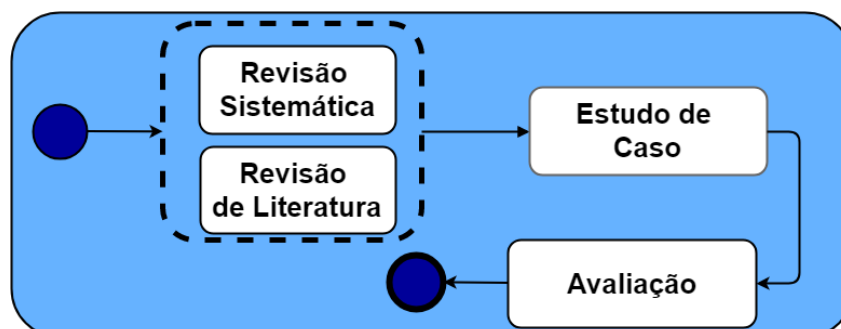 Revisão
Sistemática
Revisão
de Literatura
Estudo de
Caso
Avaliação